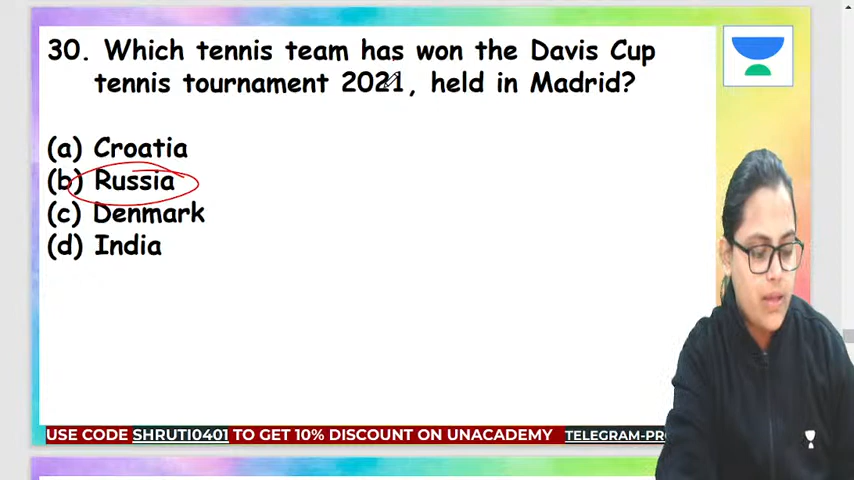 30. Which tennis team has won the Davis Cup
tennis tournament 2021, held in Madrid?
(a) Croatia
(b) Russia
(c) Denmark
(d) India
USE CODE SHRUTI0401 TO GET 10% DISCOUNT ON UNACADEMY TELEGRAM-PR